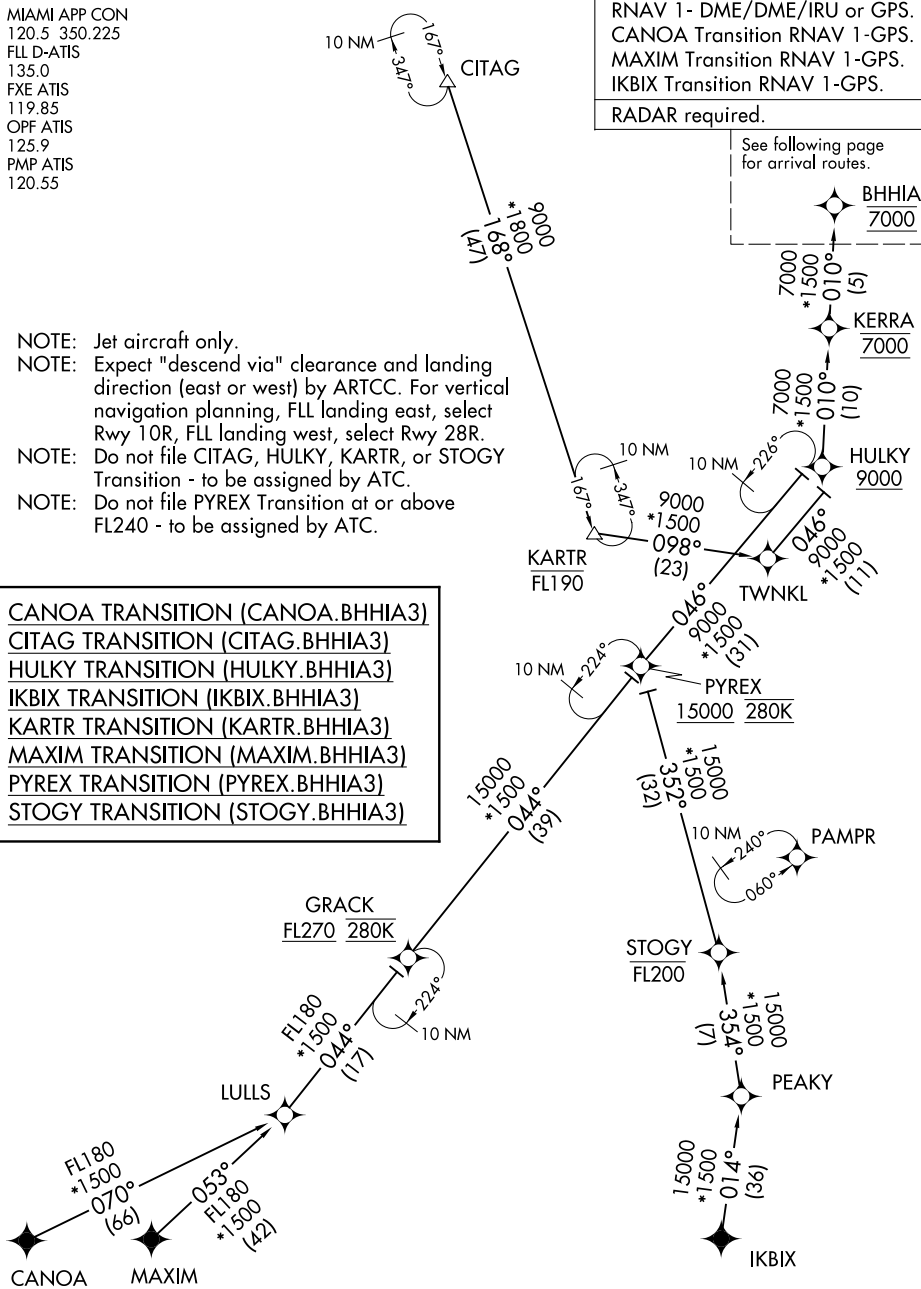 MIAMI APP CON
120.5 350.225
FLL D-ATIS
135.0
FXE ATIS
119.85
OPF ATIS
125.9
PMP ATIS
120.55
RNAV 1- DME/DME/IRU or GPS.
CANOA Transition RNAV 1-GPS.
MAXIM Transition RNAV 1-GPS.
IKBIX Transition RNAV 1-GPS.
RADAR required.
See following page
for arrival routes.
10 NM
167°
347°
CITAG
9000
*1800
168°
(47)
BHHIA
7000
7000
*1500
010°
(5)
KERRA
7000
7000
*1500
010°
(10)
NOTE: Jet aircraft only.
NOTE: Expect "descend via" clearance and landing
direction (east or west) by ARTCC. For vertical
navigation planning, FLL landing east, select
Rwy 10R, FLL landing west, select Rwy 28R.
NOTE: Do not file CITAG, HULKY, KARTR, or STOGY
Transition - to be assigned by ATC.
NOTE: Do not file PYREX Transition at or above
FL240 - to be assigned by ATC.
10 NM
226°
HULKY
9000
10 NM
167°
347°
KARTR
FL190
9000
*1500
098°
(23)
TWNKL
046°
9000
*1500
(11)
046°
9000
*1500
(31)
CANOA TRANSITION (CANOA.BHHIA3)
CITAG TRANSITION (CITAG.BHHIA3)
HULKY TRANSITION (HULKY.BHHIA3)
IKBIX TRANSITION (IKBIX.BHHIA3)
KARTR TRANSITION (KARTR.BHHIA3)
MAXIM TRANSITION (MAXIM.BHHIA3)
PYREX TRANSITION (PYREX.BHHIA3)
STOGY TRANSITION (STOGY.BHHIA3)
10 NM
224°
PYREX
15000 280K
15000
*1500
044°
(39)
15000
*1500
352°
(32)
10 NM
240°
060°
PAMPR
GRACK
FL270 280K
224°
10 NM
STOGY
FL200
FL180
*1500
044°
(17)
15000
*1500
354°
(7)
LULLS
PEAKY
FL180
*1500
070°
(66)
053°
FL180
*1500
(42)
15000
*1500
014°
(36)
CANOA
MAXIM
IKBIX